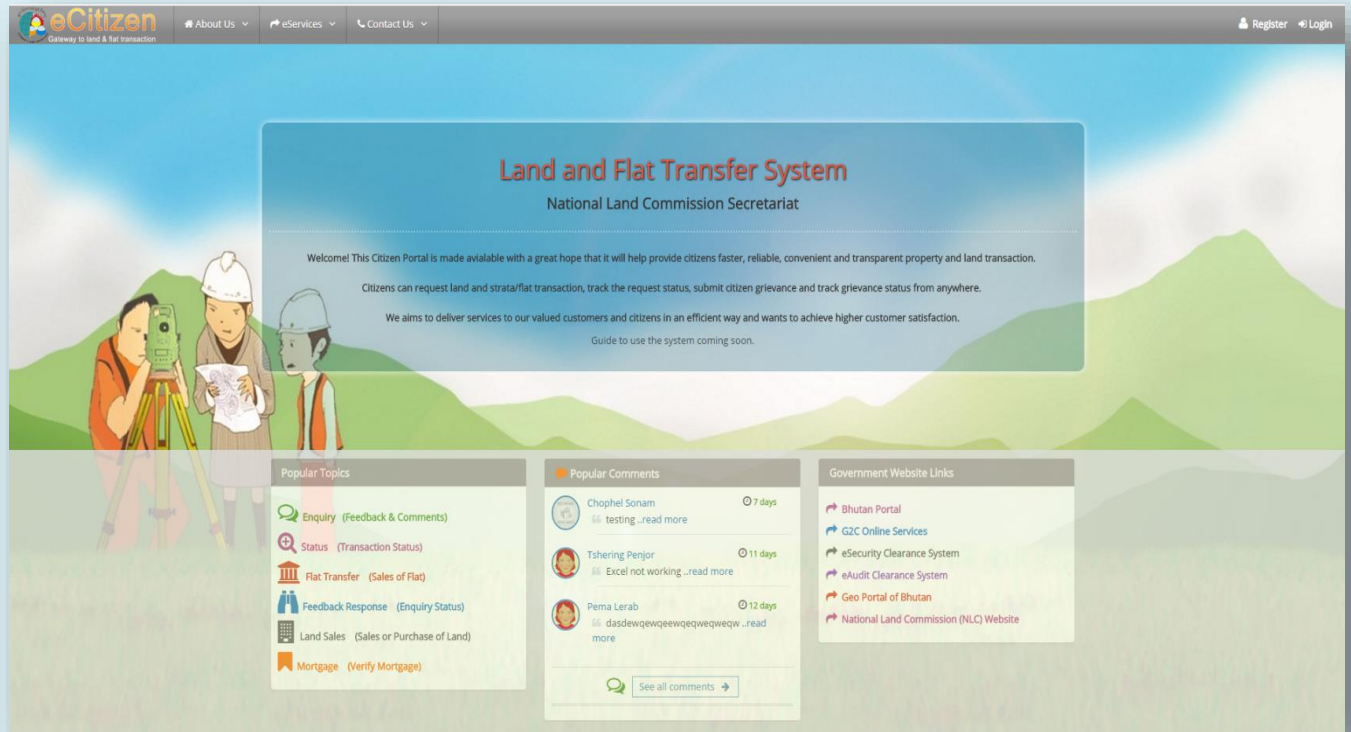 eCitizen
Gateway to land & flat transaction
About Us
eServices
Contact Us
Register
Login
Land and Flat Transfer System
National Land Commission Secretariat
Welcome! This Citizen Portal is made avialable with a great hope that it will help provide citizens faster, reliable, convenient and transparent property and land transaction.
Citizens can request land and strata/flat transaction, track the request status, submit citizen grievance and track grievance status from anywhere.
We aims to deliver services to our valued customers and citizens in an efficient way and wants to achieve higher customer satisfaction.
Guide to use the system coming soon.
Popular Topics
Enquiry (Feedback & Comments)
Status (Transaction Status)
Flat Transfer (Sales of Flat)
Feedback Response (Enquiry Status)
Land Sales (Sales or Purchase of Land)
Mortgage (Verify Mortgage)
Popular Comments
Chophel Sonam 7 days
testing ..read more
Tshering Penjor 11 days
Excel not working ..read more
Pema Lerab 12 days
dasdewqewqeewqeqweqweqw ..read
more
See all comments
Government Website Links
Bhutan Portal
G2C Online Services
eSecurity Clearance System
eAudit Clearance System
Geo Portal of Bhutan
National Land Commission (NLC) Website